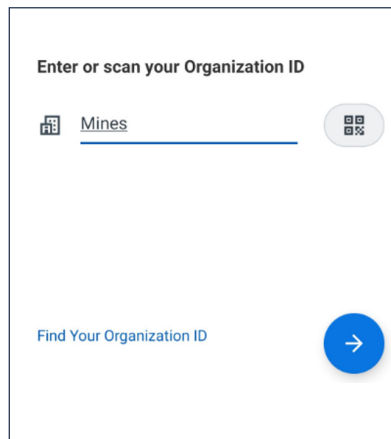 Enter or scan your Organization ID
Mines
Find Your Organization ID